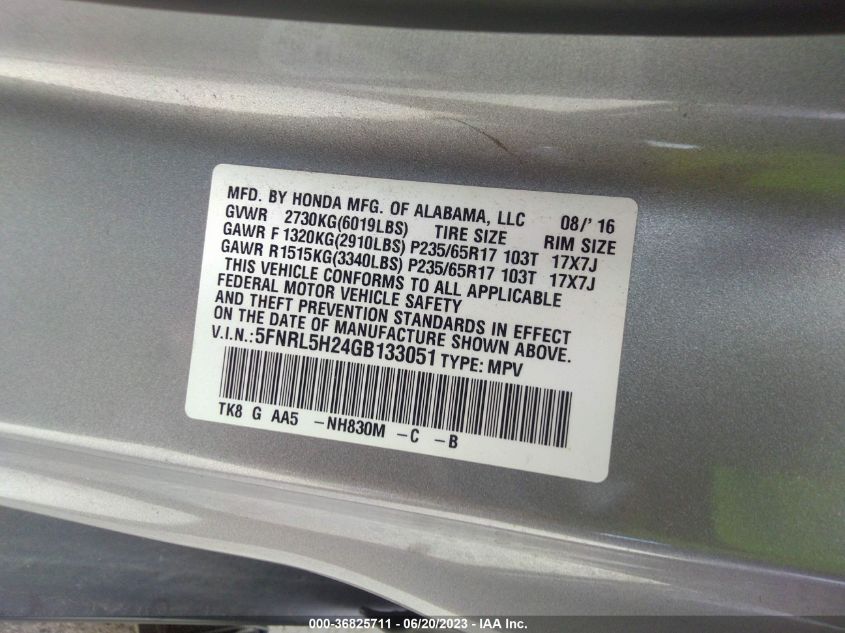 MFD. BY HONDA MFG. OF ALABAMA, LLC 08/' 16
GVWR 2730KG(6019LBS) TIRE SIZE RIM SIZE
GAWR F 1320KG(2910LBS) P235/65R17 103T 17X7J
GAWR R1515KG(3340LBS) P235/65R17 103T 17X7J
THIS VEHICLE CONFORMS TO ALL APPLICABLE
FEDERAL MOTOR VEHICLE SAFETY
AND THEFT PREVENTION STANDARDS IN EFFECT
ON THE DATE OF MANUFACTURE SHOWN ABOVE.
V.I.N.:5FNRL5H24GB133051 TYPE: MPV
TK8 G AA5 -NH830M -C -B
000-36825711 - 06/20/2023 - IAA Inc.